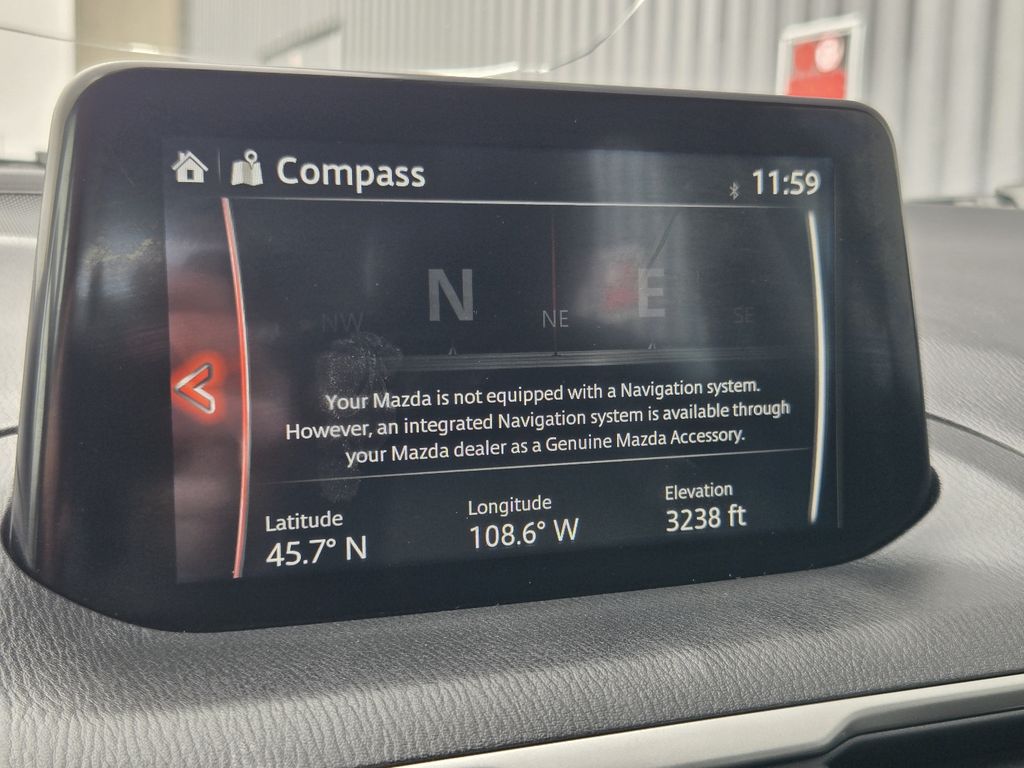 Compass
11:59
NW N NE E SE
Your Mazda is not equipped with a Navigation system.
However, an integrated Navigation system is available through
your Mazda dealer as a Genuine Mazda Accessory.
Latitude Longitude Elevation
45.7° N 108.6° W 3238 ft